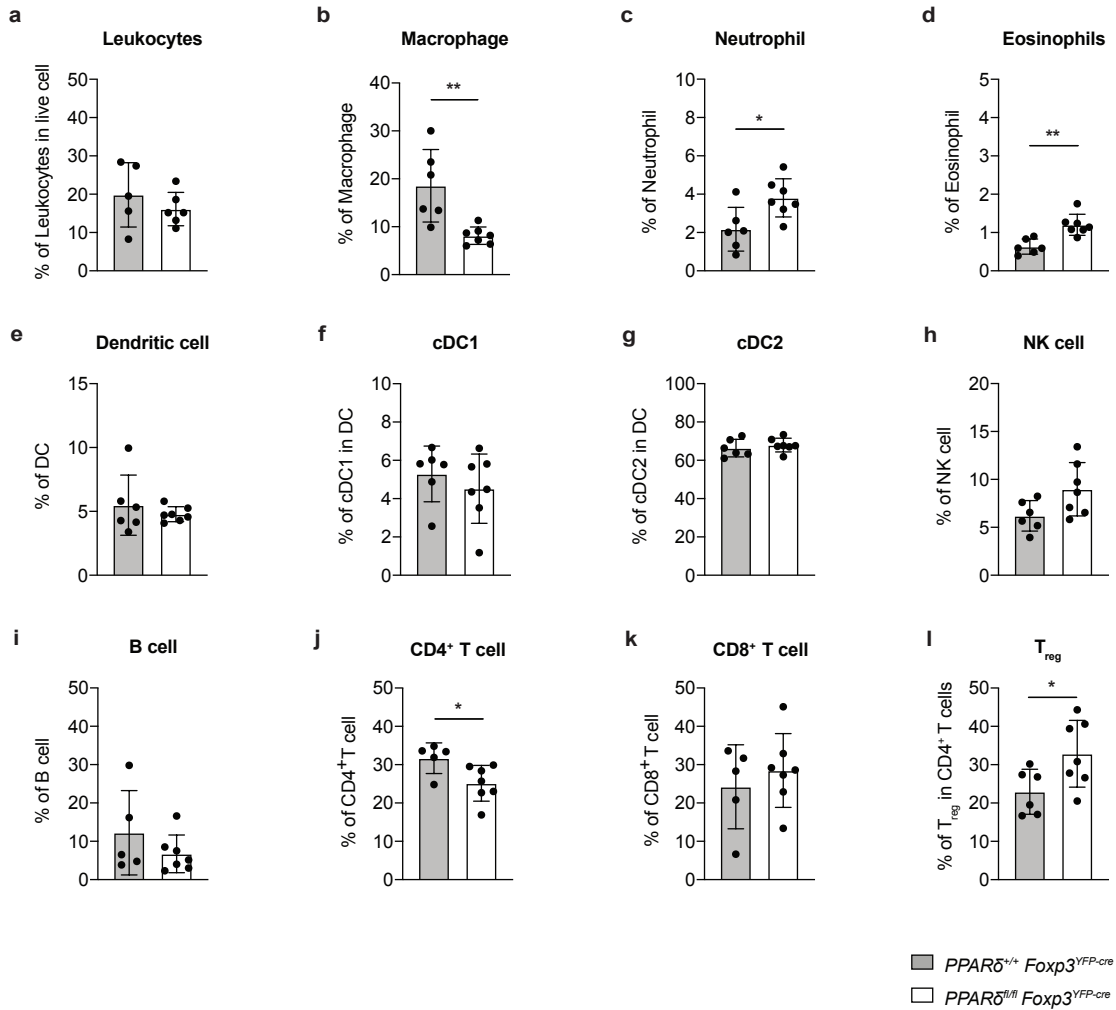 a
Leukocytes
% of Leukocytes in live cell
50
40
30
20
10
0
b
Macrophage
% of Macrophage
40
30
20
10
0
**
c
Neutrophil
% of Neutrophil
10
8
6
4
2
0
*
d
Eosinophils
% of Eosinophil
5
4
3
2
1
0
**
e
Dendritic cell
% of DC
15
10
5
0
f
cDC1
% of cDC1 in DC
10
8
6
4
2
0
g
cDC2
% of cDC2 in DC
100
80
60
40
20
0
h
NK cell
% of NK cell
20
15
10
5
0
i
B cell
% of B cell
50
40
30
20
10
0
j
CD4⁺ T cell
% of CD4⁺T cell
50
40
30
20
10
0
*
k
CD8⁺ T cell
% of CD8⁺T cell
50
40
30
20
10
0
l
Treg
% of Treg in CD4⁺ T cells
50
40
30
20
10
0
*
PPARδ+/+ Foxp3YFP-cre
PPARδfl/fl Foxp3YFP-cre